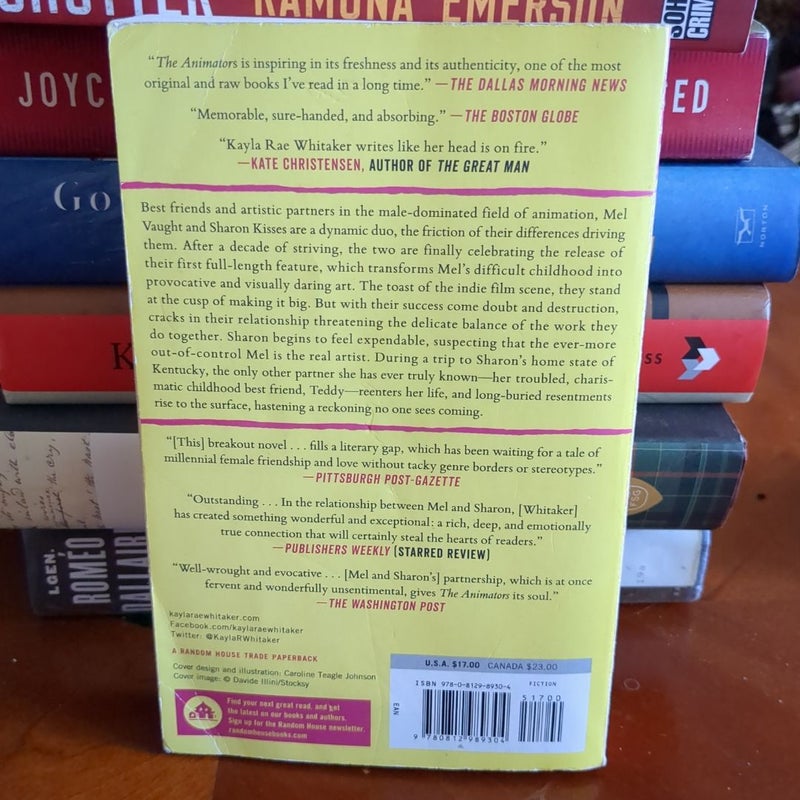 RAMONA EMERSON
SOH
CRIM
JOYC
ED
Go
NORTON
K
SS
FSG
LGEN.
ROMÉO
DALLAIR
19a
"The Animators is inspiring in its freshness and its authenticity, one of the most
original and raw books I've read in a long time." —THE DALLAS MORNING NEWS
"Memorable, sure-handed, and absorbing." —THE BOSTON GLOBE
"Kayla Rae Whitaker writes like her head is on fire."
—KATE CHRISTENSEN, AUTHOR OF THE GREAT MAN
Best friends and artistic partners in the male-dominated field of animation, Mel
Vaught and Sharon Kisses are a dynamic duo, the friction of their differences driving
them. After a decade of striving, the two are finally celebrating the release of
their first full-length feature, which transforms Mel's difficult childhood into
provocative and visually daring art. The toast of the indie film scene, they stand
at the cusp of making it big. But with their success come doubt and destruction,
cracks in their relationship threatening the delicate balance of the work they
do together. Sharon begins to feel expendable, suspecting that the ever-more
out-of-control Mel is the real artist. During a trip to Sharon's home state of
Kentucky, the only other partner she has ever truly known—her troubled, charis-
matic childhood best friend, Teddy—reenters her life, and long-buried resentments
rise to the surface, hastening a reckoning no one sees coming.
"[This] breakout novel . . . fills a literary gap, which has been waiting for a tale of
millennial female friendship and love without tacky genre borders or stereotypes."
—PITTSBURGH POST-GAZETTE
"Outstanding . . . In the relationship between Mel and Sharon, [Whitaker]
has created something wonderful and exceptional: a rich, deep, and emotionally
true connection that will certainly steal the hearts of readers."
—PUBLISHERS WEEKLY (STARRED REVIEW)
"Well-wrought and evocative . . . [Mel and Sharon's] partnership, which is at once
fervent and wonderfully unsentimental, gives The Animators its soul."
—THE WASHINGTON POST
kaylaraewhitaker.com
Facebook.com/kaylaraewhitaker
Twitter: @KaylaRWhitaker
A RANDOM HOUSE TRADE PAPERBACK
Cover design and illustration: Caroline Teagle Johnson
Cover image: © Davide Illini/Stocksy
Find your next great read, and get
the latest on our books and authors.
Sign up for the Random House newsletter.
randomhousebooks.com
U.S.A. $17.00 CANADA $23.00
ISBN 978-0-8129-8930-4 FICTION
51700
EAN
9 780812 989304